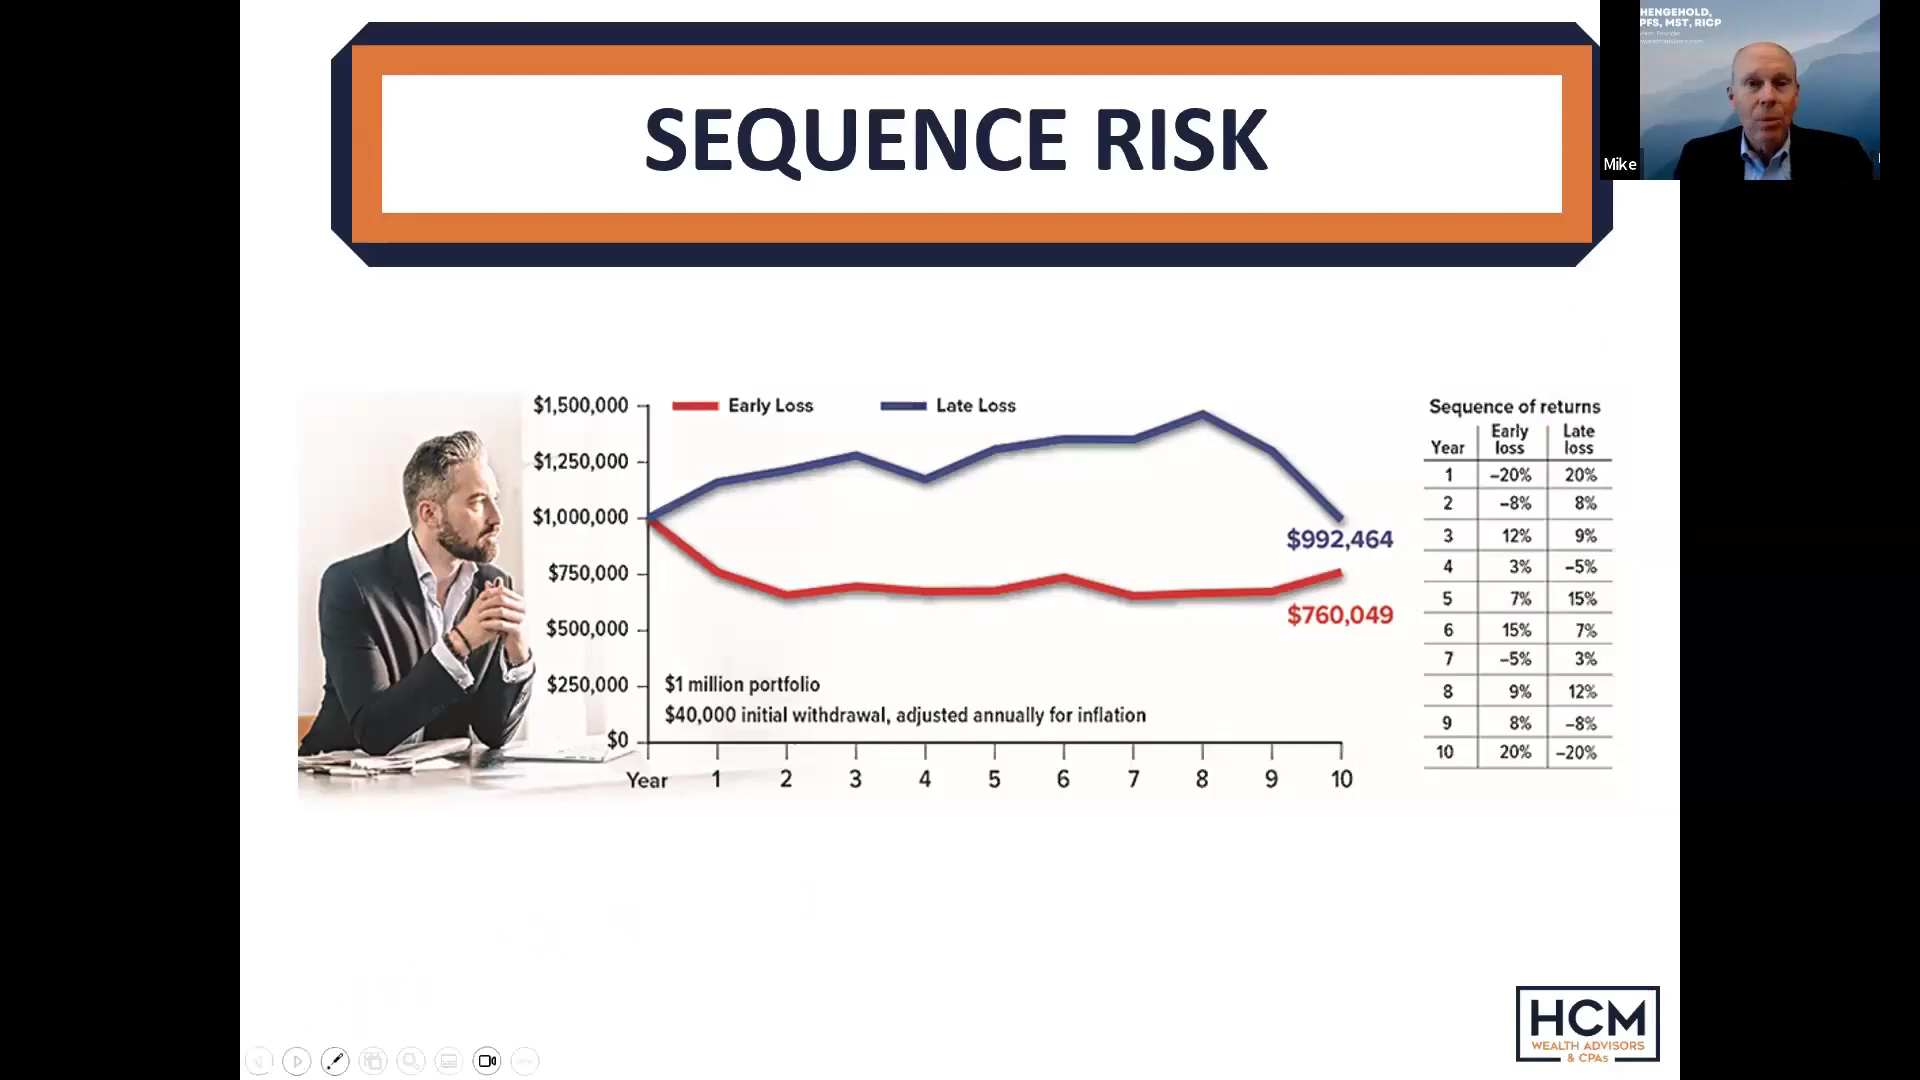 SEQUENCE RISK
HENGEHOLD,
PFS, MST, RICP
Mike
Early Loss
Late Loss
$1,500,000
$1,250,000
$1,000,000
$750,000
$500,000
$250,000
$0
$992,464
$760,049
$1 million portfolio
$40,000 initial withdrawal, adjusted annually for inflation
Year 1 2 3 4 5 6 7 8 9 10
Sequence of returns
Year Early loss Late loss
1 –20% 20%
2 –8% 8%
3 12% 9%
4 3% –5%
5 7% 15%
6 15% 7%
7 –5% 3%
8 9% 12%
9 8% –8%
10 20% –20%
HCM
WEALTH ADVISORS
& CPAs